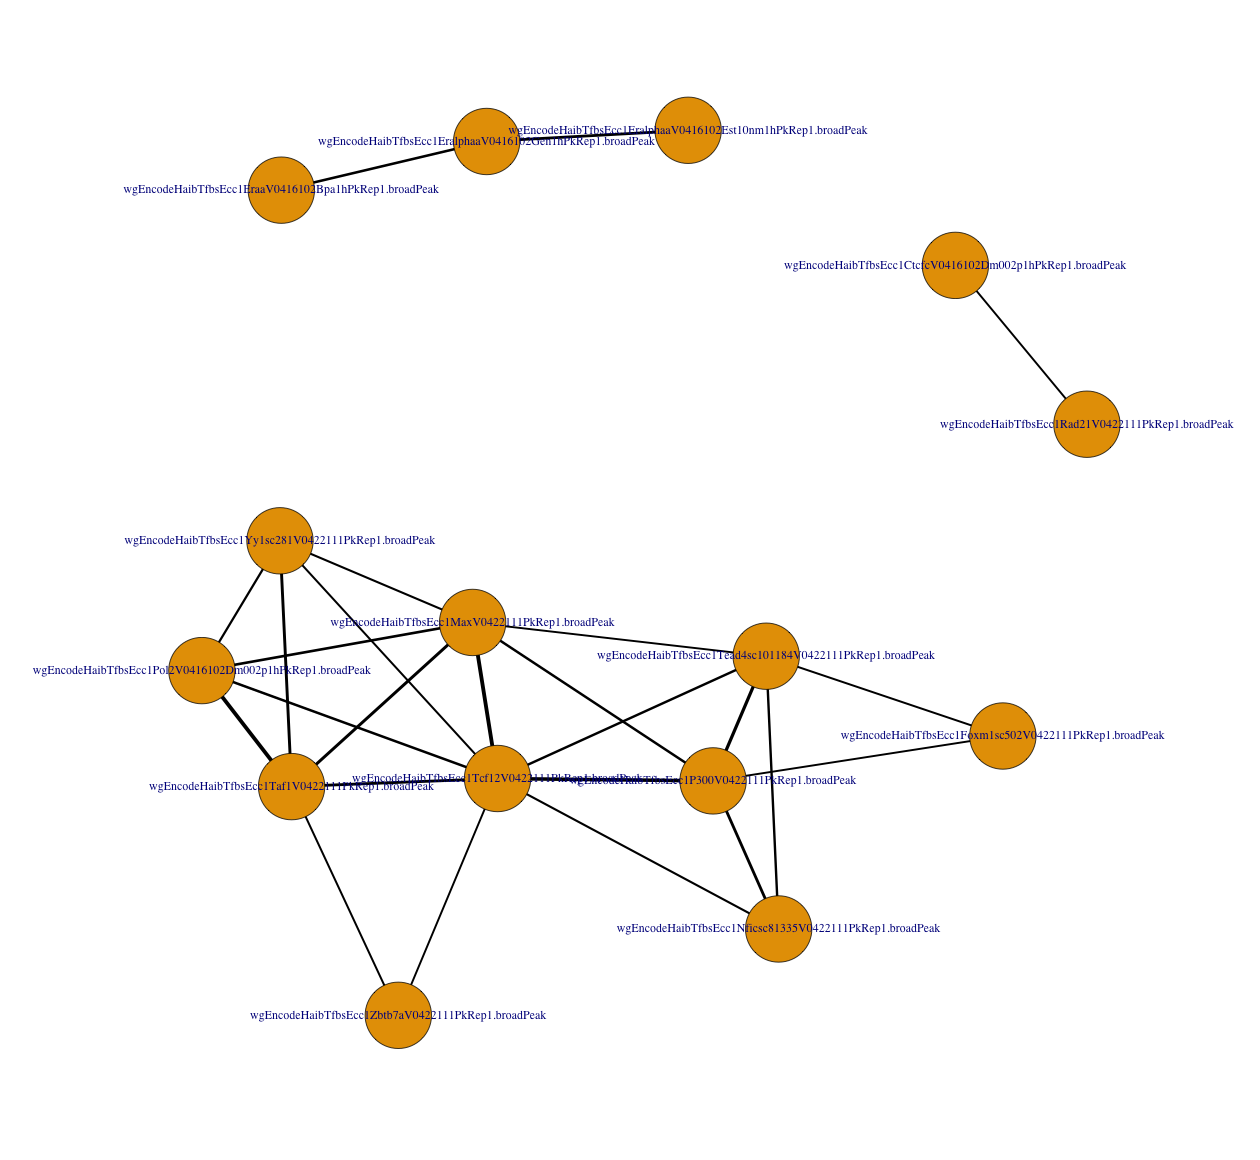 wgEncodeHaibTfbsEcc1EralphaaV0416102Est10nm1hPkRep1.broadPeak
wgEncodeHaibTfbsEcc1EralphaaV0416102Gen1hPkRep1.broadPeak
wgEncodeHaibTfbsEcc1EraaV0416102Bpa1hPkRep1.broadPeak
wgEncodeHaibTfbsEcc1CtcfcV0416102Dm002p1hPkRep1.broadPeak
wgEncodeHaibTfbsEcc1Rad21V0422111PkRep1.broadPeak
wgEncodeHaibTfbsEcc1Yy1sc281V0422111PkRep1.broadPeak
wgEncodeHaibTfbsEcc1MaxV0422111PkRep1.broadPeak
wgEncodeHaibTfbsEcc1Tead4sc101184V0422111PkRep1.broadPeak
wgEncodeHaibTfbsEcc1Pol2V0416102Dm002p1hPkRep1.broadPeak
wgEncodeHaibTfbsEcc1Foxm1sc502V0422111PkRep1.broadPeak
wgEncodeHaibTfbsEcc1Tcf12V0422111PkRep1.broadPeak
wgEncodeHaibTfbsEcc1P300V0422111PkRep1.broadPeak
wgEncodeHaibTfbsEcc1Taf1V0422111PkRep1.broadPeak
wgEncodeHaibTfbsEcc1Nficsc81335V0422111PkRep1.broadPeak
wgEncodeHaibTfbsEcc1Zbtb7aV0422111PkRep1.broadPeak